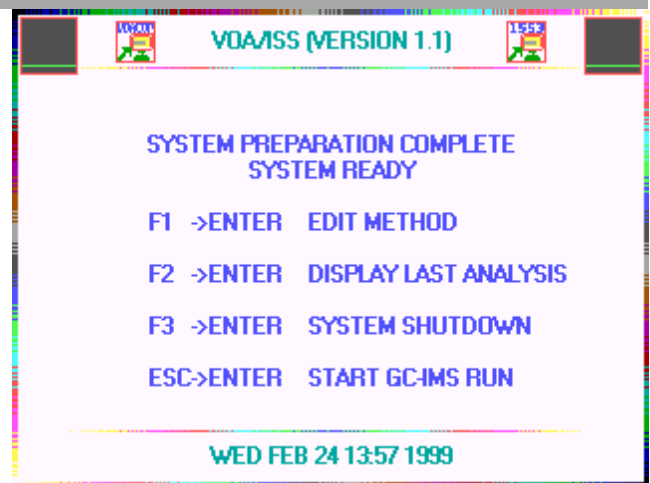 VOA/ISS (VERSION 1.1)
1553
SYSTEM PREPARATION COMPLETE
SYSTEM READY
F1 ->ENTER EDIT METHOD
F2 ->ENTER DISPLAY LAST ANALYSIS
F3 ->ENTER SYSTEM SHUTDOWN
ESC->ENTER START GC-IMS RUN
WED FEB 24 13:57 1999